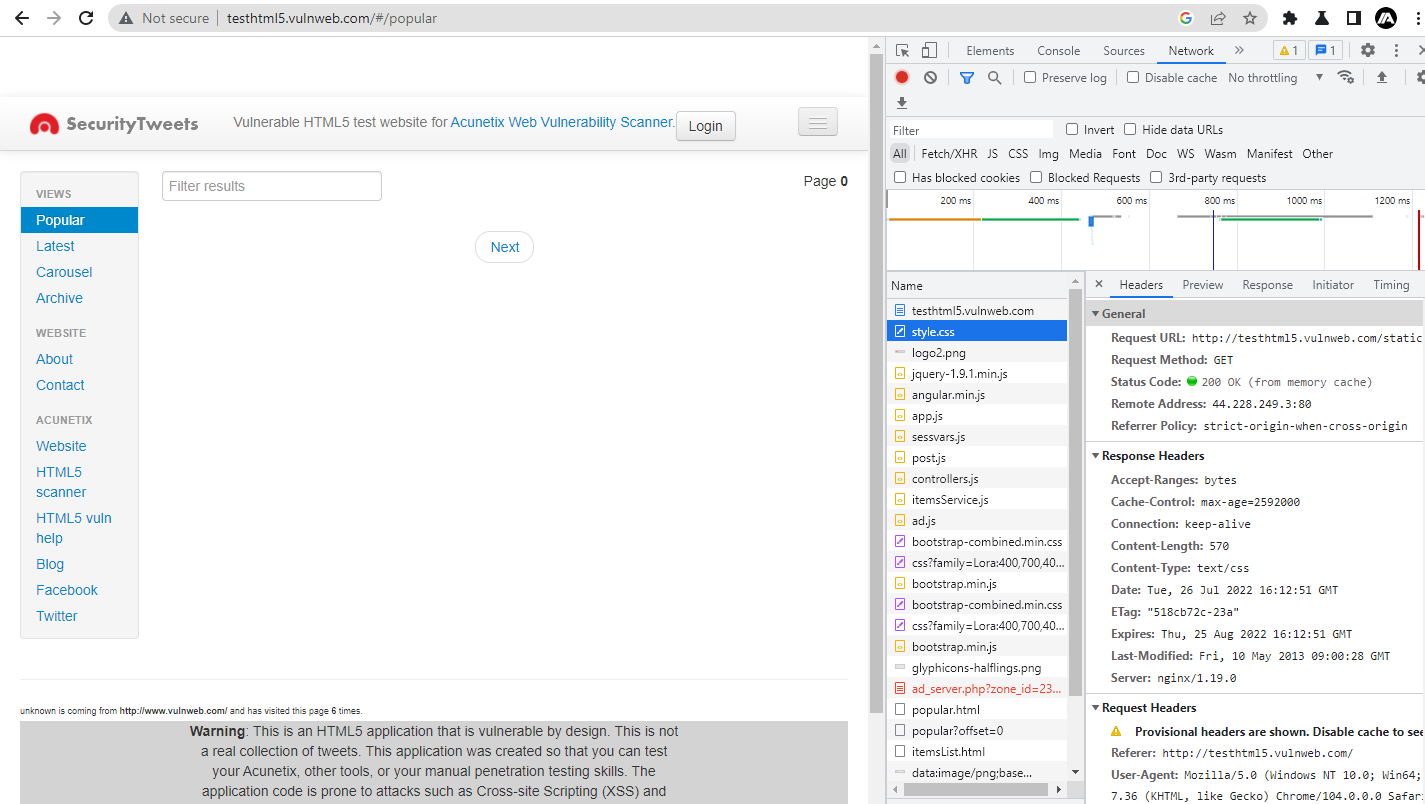 Not secure | testhtml5.vulnweb.com/#/popular
SecurityTweets
Vulnerable HTML5 test website for Acunetix Web Vulnerability Scanner.
Login
VIEWS
Popular
Latest
Carousel
Archive
WEBSITE
About
Contact
ACUNETIX
Website
HTML5
scanner
HTML5 vuln
help
Blog
Facebook
Twitter
Filter results
Page 0
Next
unknown is coming from http://www.vulnweb.com/ and has visited this page 6 times.
Warning: This is an HTML5 application that is vulnerable by design. This is not
a real collection of tweets. This application was created so that you can test
your Acunetix, other tools, or your manual penetration testing skills. The
application code is prone to attacks such as Cross-site Scripting (XSS) and
Elements Console Sources Network » 1 1
Preserve log Disable cache No throttling
Filter Invert Hide data URLs
All Fetch/XHR JS CSS Img Media Font Doc WS Wasm Manifest Other
Has blocked cookies Blocked Requests 3rd-party requests
200 ms 400 ms 600 ms 800 ms 1000 ms 1200 ms
Name
testhtml5.vulnweb.com
style.css
logo2.png
jquery-1.9.1.min.js
angular.min.js
app.js
sessvars.js
post.js
controllers.js
itemsService.js
ad.js
bootstrap-combined.min.css
css?family=Lora:400,700,40...
bootstrap.min.js
bootstrap-combined.min.css
css?family=Lora:400,700,40...
bootstrap.min.js
glyphicons-halflings.png
ad_server.php?zone_id=23...
popular.html
popular?offset=0
itemsList.html
data:image/png;base...
Headers Preview Response Initiator Timing
General
Request URL: http://testhtml5.vulnweb.com/static
Request Method: GET
Status Code: 200 OK (from memory cache)
Remote Address: 44.228.249.3:80
Referrer Policy: strict-origin-when-cross-origin
Response Headers
Accept-Ranges: bytes
Cache-Control: max-age=2592000
Connection: keep-alive
Content-Length: 570
Content-Type: text/css
Date: Tue, 26 Jul 2022 16:12:51 GMT
ETag: "518cb72c-23a"
Expires: Thu, 25 Aug 2022 16:12:51 GMT
Last-Modified: Fri, 10 May 2013 09:00:28 GMT
Server: nginx/1.19.0
Request Headers
Provisional headers are shown. Disable cache to see
Referer: http://testhtml5.vulnweb.com/
User-Agent: Mozilla/5.0 (Windows NT 10.0; Win64;
7.36 (KHTML, like Gecko) Chrome/104.0.0.0 Safar